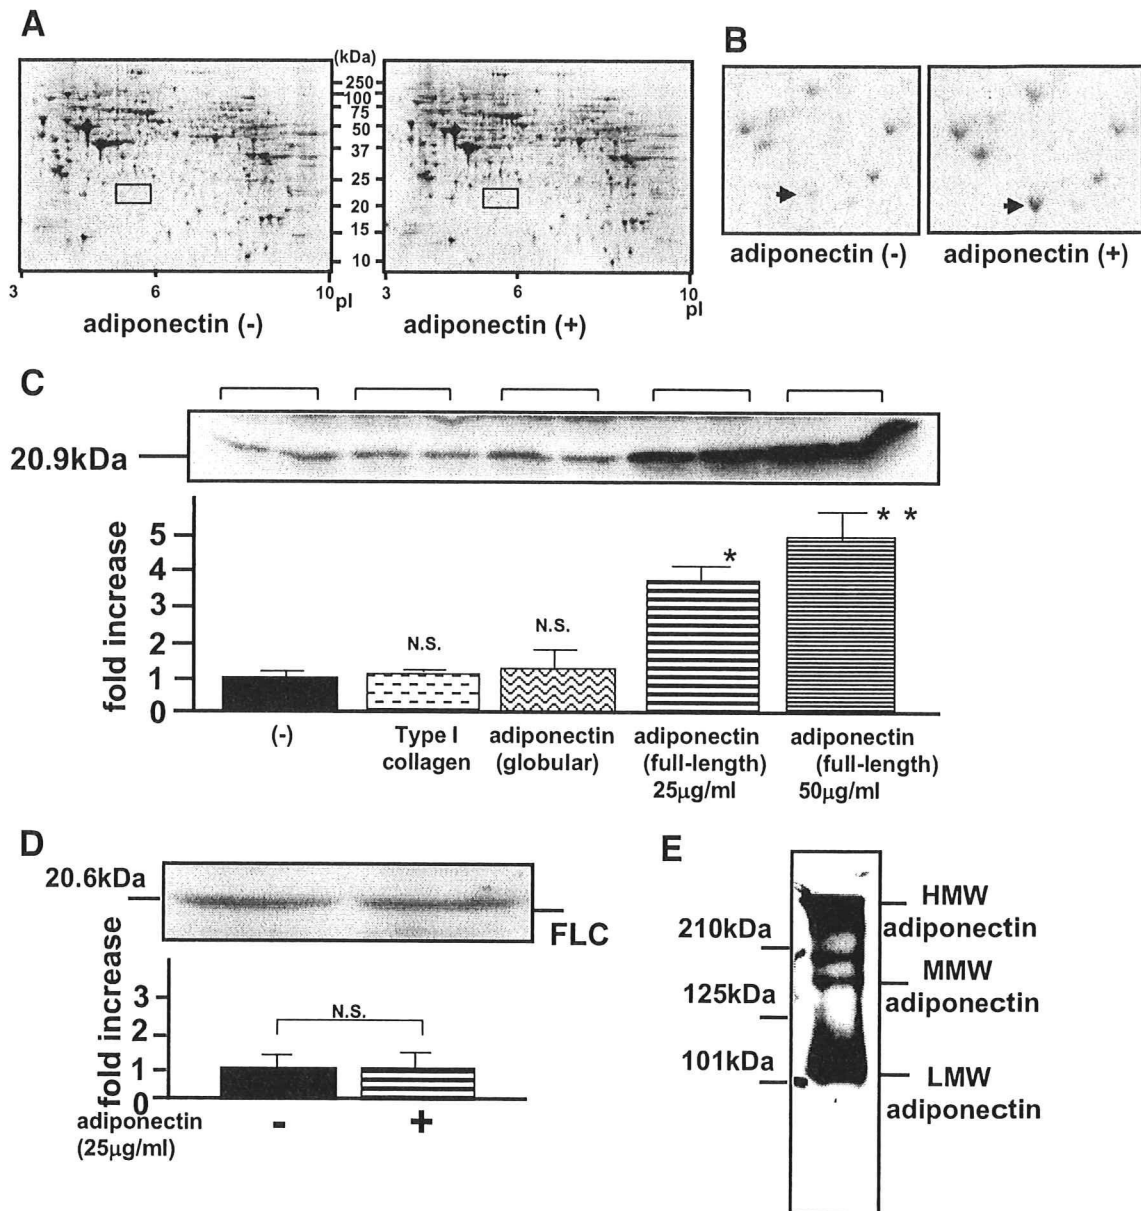 A
B
(kDa)
250
100
75
50
37
25
20
15
10
3
6
10
pI
3
6
10
pI
adiponectin (-)
adiponectin (+)
adiponectin (-)
adiponectin (+)
C
20.9kDa
fold increase
5
4
3
2
1
0
N.S.
N.S.
*
* *
(-)
Type I
collagen
adiponectin
(globular)
adiponectin
(full-length)
25µg/ml
adiponectin
(full-length)
50µg/ml
D
20.6kDa
FLC
fold increase
3
2
1
0
N.S.
adiponectin
(25µg/ml)
-
+
E
210kDa
125kDa
101kDa
HMW
adiponectin
MMW
adiponectin
LMW
adiponectin